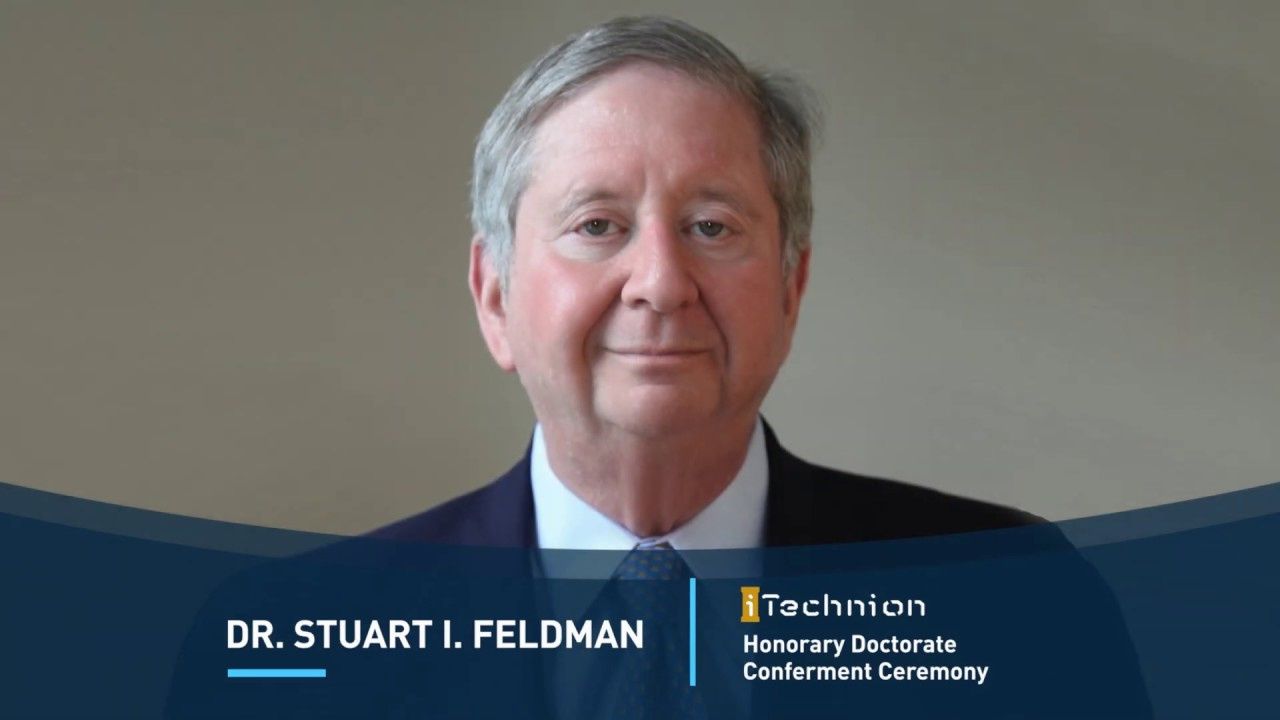 DR. STUART I. FELDMAN
iTechnion
Honorary Doctorate
Conferment Ceremony